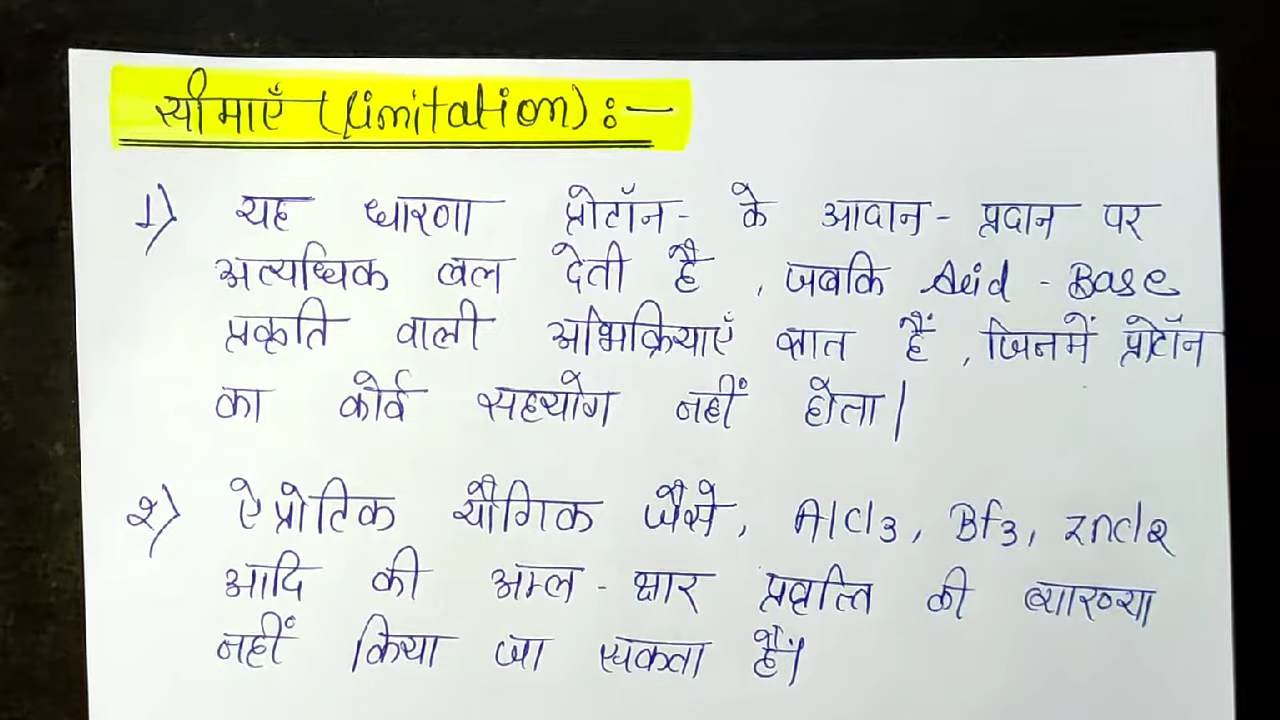 सीमाएँ (Limitation) :-
1) यह धारणा प्रोटॉन - के आदान - प्रदान पर
अत्यधिक बल देती है , जबकि Acid - Base
प्रकृति वाली अभिक्रियाएँ ज्ञात हैं , जिनमें प्रोटॉन
का कोई सहयोग नहीं होता।
२) ऐप्रोटिक यौगिक जैसे, AlCl3, Bf3, zncl2
आदि की अम्ल - क्षार प्रवृत्ति की व्याख्या
नहीं किया जा सकता हैं।